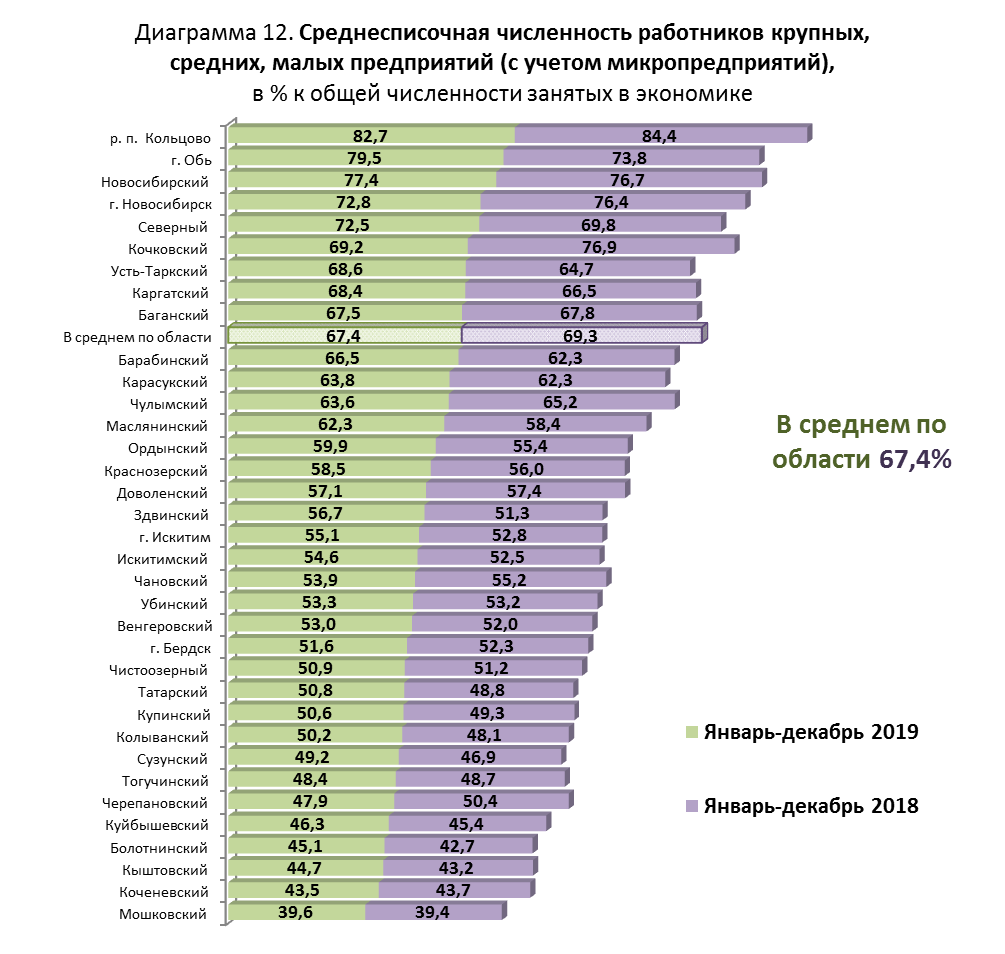 Диаграмма 12. Среднесписочная численность работников крупных,
средних, малых предприятий (с учетом микропредприятий),
в % к общей численности занятых в экономике
р. п. Кольцово 82,7 84,4
г. Обь 79,5 73,8
Новосибирский 77,4 76,7
г. Новосибирск 72,8 76,4
Северный 72,5 69,8
Кочковский 69,2 76,9
Усть-Таркский 68,6 64,7
Каргатский 68,4 66,5
Баганский 67,5 67,8
В среднем по области 67,4 69,3
Барабинский 66,5 62,3
Карасукский 63,8 62,3
Чулымский 63,6 65,2
Маслянинский 62,3 58,4
Ордынский 59,9 55,4
Краснозерский 58,5 56,0
Доволенский 57,1 57,4
Здвинский 56,7 51,3
г. Искитим 55,1 52,8
Искитимский 54,6 52,5
Чановский 53,9 55,2
Убинский 53,3 53,2
Венгеровский 53,0 52,0
г. Бердск 51,6 52,3
Чистоозерный 50,9 51,2
Татарский 50,8 48,8
Купинский 50,6 49,3
Колыванский 50,2 48,1
Сузунский 49,2 46,9
Тогучинский 48,4 48,7
Черепановский 47,9 50,4
Куйбышевский 46,3 45,4
Болотнинский 45,1 42,7
Кыштовский 44,7 43,2
Коченевский 43,5 43,7
Мошковский 39,6 39,4
В среднем по
области 67,4%
Январь-декабрь 2019
Январь-декабрь 2018